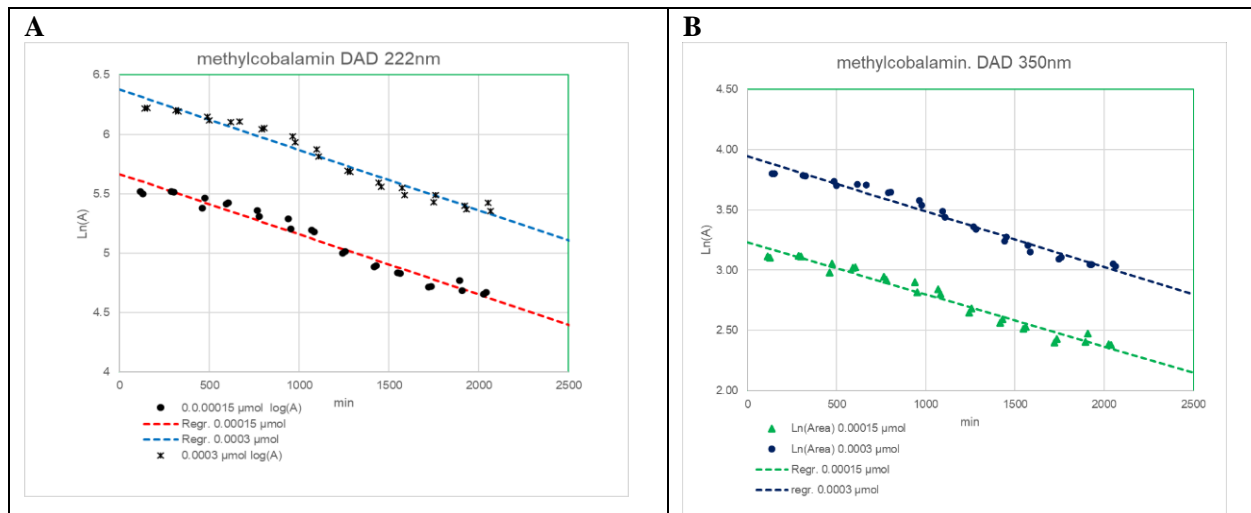 A
methylcobalamin DAD 222nm
6.5
6
5.5
5
4.5
4
Ln(A)
0 500 1000 1500 2000 2500
min
0.0.00015 µmol log(A)
Regr. 0.00015 µmol
Regr. 0.0003 µmol
0.0003 µmol log(A)
B
methylcobalamin. DAD 350nm
4.50
4.00
3.50
3.00
2.50
2.00
Ln(A)
0 500 1000 1500 2000 2500
min
Ln(Area) 0.00015 µmol
Ln(Area) 0.0003 µmol
Regr. 0.00015 µmol
regr. 0.0003 µmol